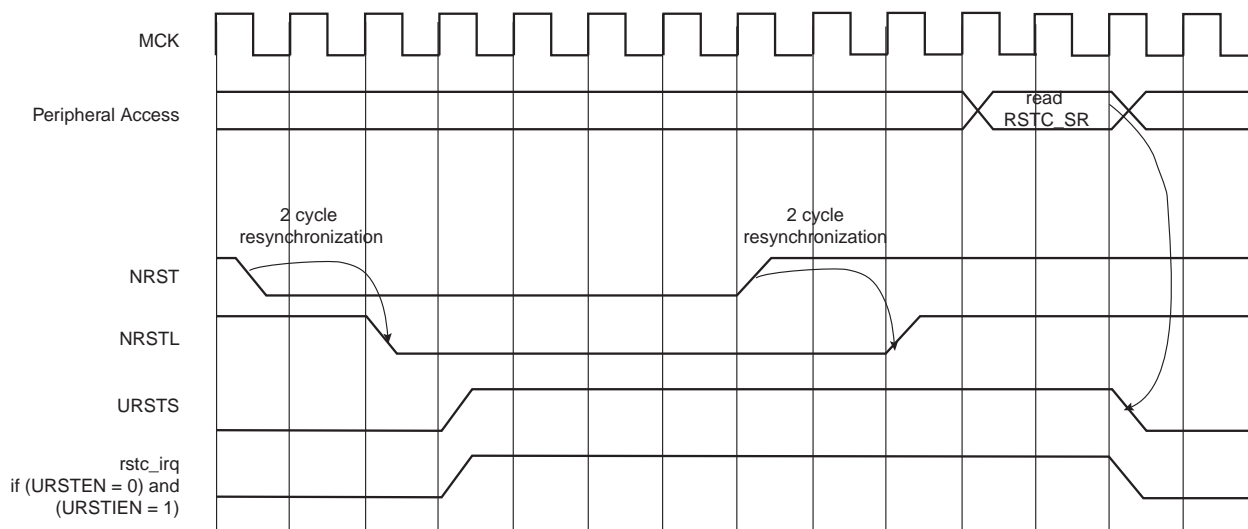 MCK
Peripheral Access
read
RSTC_SR
2 cycle
resynchronization
2 cycle
resynchronization
NRST
NRSTL
URSTS
rstc_irq
if (URSTEN = 0) and
(URSTIEN = 1)